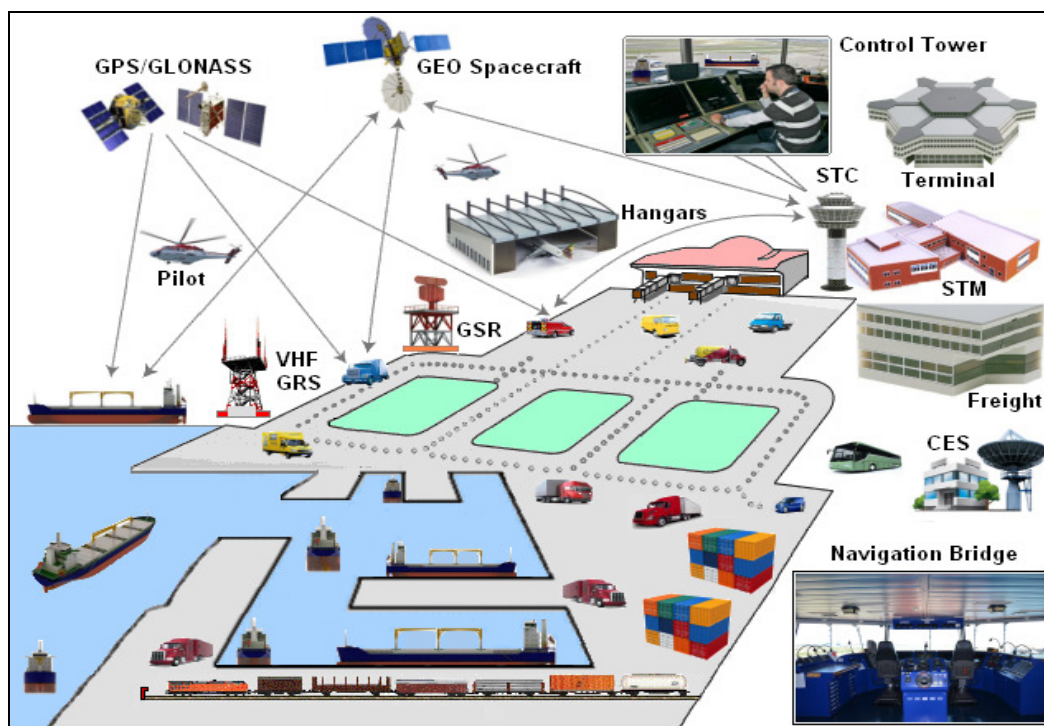 GPS/GLONASS
GEO Spacecraft
Control Tower
STC
Terminal
Hangars
Pilot
STM
GSR
VHF
GRS
Freight
CES
Navigation Bridge